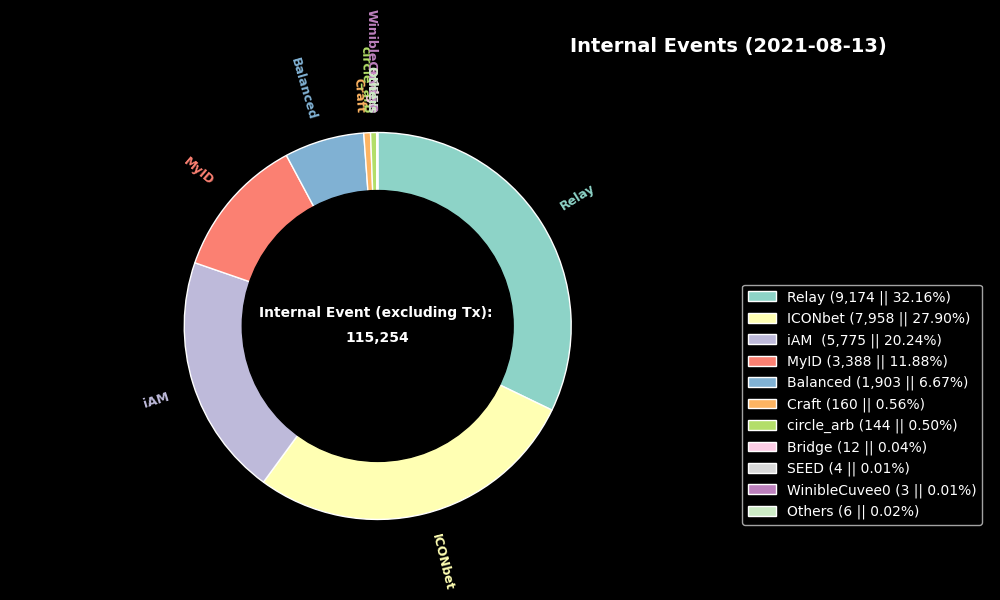 Internal Events (2021-08-13)
WinibleCuvee0
circle_arb
Craft
Balanced
MyID
Relay
iAM
ICONbet
Internal Event (excluding Tx):
115,254
Relay (9,174 || 32.16%)
ICONbet (7,958 || 27.90%)
iAM  (5,775 || 20.24%)
MyID (3,388 || 11.88%)
Balanced (1,903 || 6.67%)
Craft (160 || 0.56%)
circle_arb (144 || 0.50%)
Bridge (12 || 0.04%)
SEED (4 || 0.01%)
WinibleCuvee0 (3 || 0.01%)
Others (6 || 0.02%)